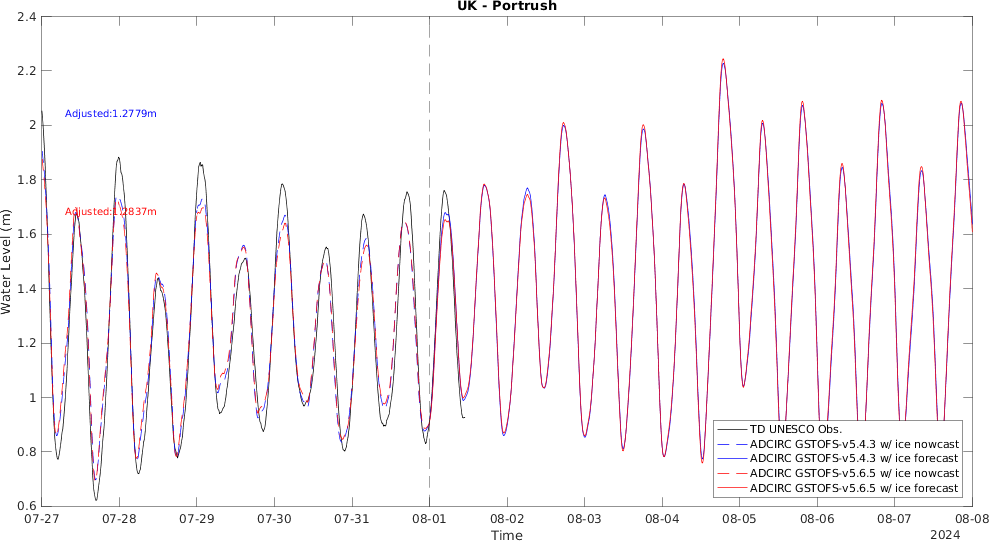 UK - Portrush
2.4
2.2
2
1.8
1.6
1.4
1.2
1
0.8
0.6
Water Level (m)
Adjusted:1.2779m
Adjusted:1.2837m
TD UNESCO Obs.
ADCIRC GSTOFS-v5.4.3 w/ ice nowcast
ADCIRC GSTOFS-v5.4.3 w/ ice forecast
ADCIRC GSTOFS-v5.6.5 w/ ice nowcast
ADCIRC GSTOFS-v5.6.5 w/ ice forecast
07-27 07-28 07-29 07-30 07-31 08-01 08-02 08-03 08-04 08-05 08-06 08-07 08-08
Time
2024